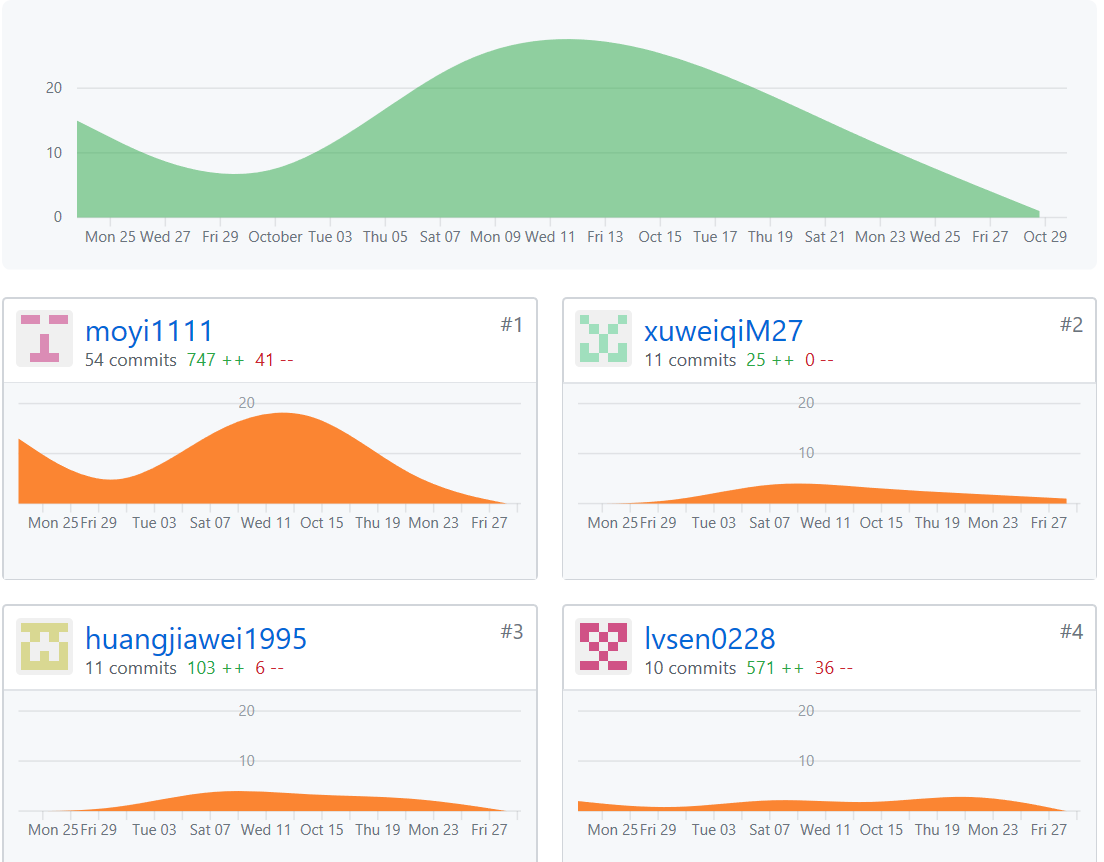 20
10
0
Mon 25 Wed 27 Fri 29 October Tue 03 Thu 05 Sat 07 Mon 09 Wed 11 Fri 13 Oct 15 Tue 17 Thu 19 Sat 21 Mon 23 Wed 25 Fri 27 Oct 29
moyi1111 #1
54 commits 747 ++ 41 --
20
Mon 25 Fri 29 Tue 03 Sat 07 Wed 11 Oct 15 Thu 19 Mon 23 Fri 27
xuweiqiM27 #2
11 commits 25 ++ 0 --
20
10
Mon 25 Fri 29 Tue 03 Sat 07 Wed 11 Oct 15 Thu 19 Mon 23 Fri 27
huangjiawei1995 #3
11 commits 103 ++ 6 --
20
10
Mon 25 Fri 29 Tue 03 Sat 07 Wed 11 Oct 15 Thu 19 Mon 23 Fri 27
lvsen0228 #4
10 commits 571 ++ 36 --
20
10
Mon 25 Fri 29 Tue 03 Sat 07 Wed 11 Oct 15 Thu 19 Mon 23 Fri 27